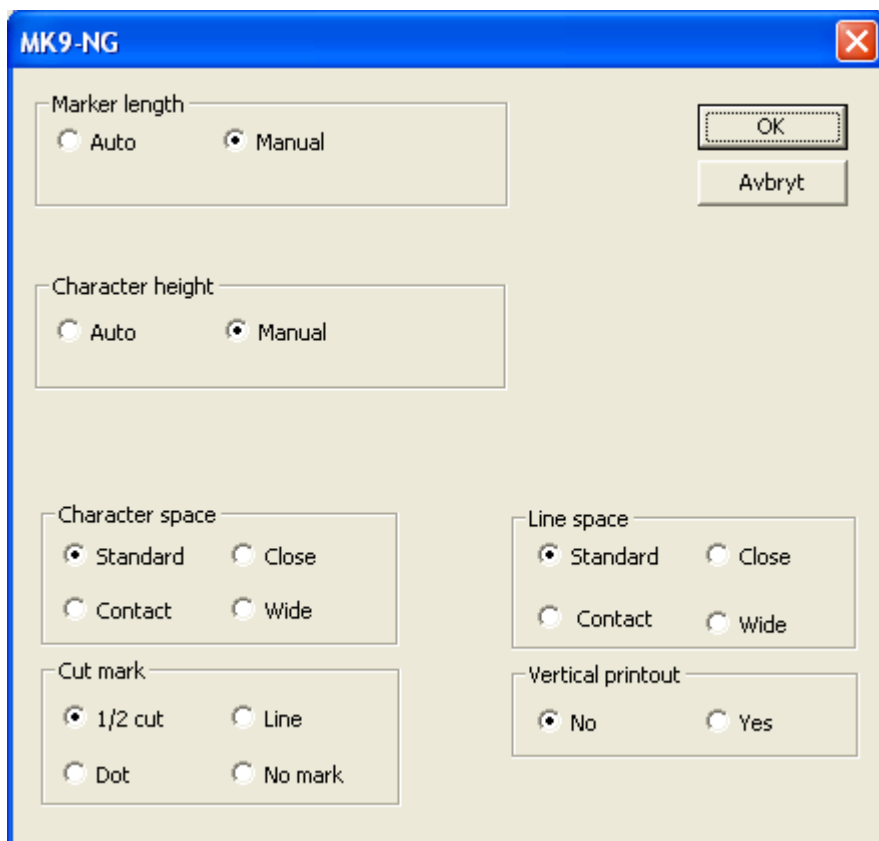 MK9-NG
Marker length
Auto Manual
OK
Avbryt
Character height
Auto Manual
Character space
Standard Close
Contact Wide
Line space
Standard Close
Contact Wide
Cut mark
1/2 cut Line
Dot No mark
Vertical printout
No Yes